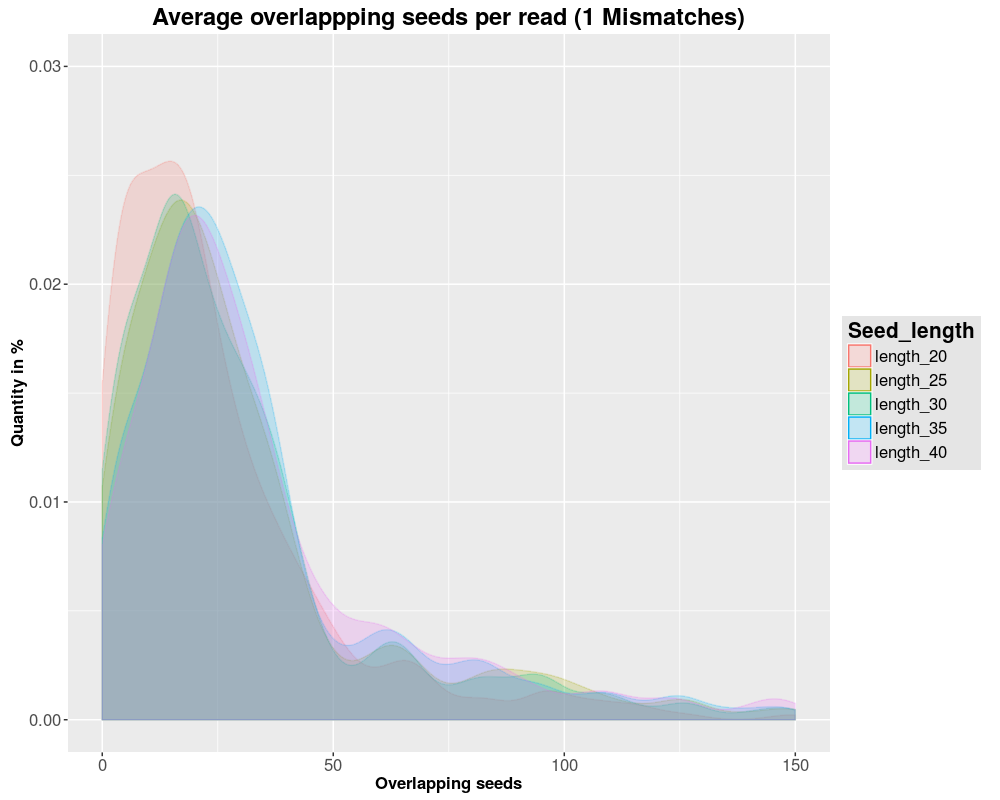 Average overlappping seeds per read (1 Mismatches)
0.03
0.02
0.01
0.00
Quantity in %
0
50
100
150
Overlapping seeds
Seed_length
length_20
length_25
length_30
length_35
length_40